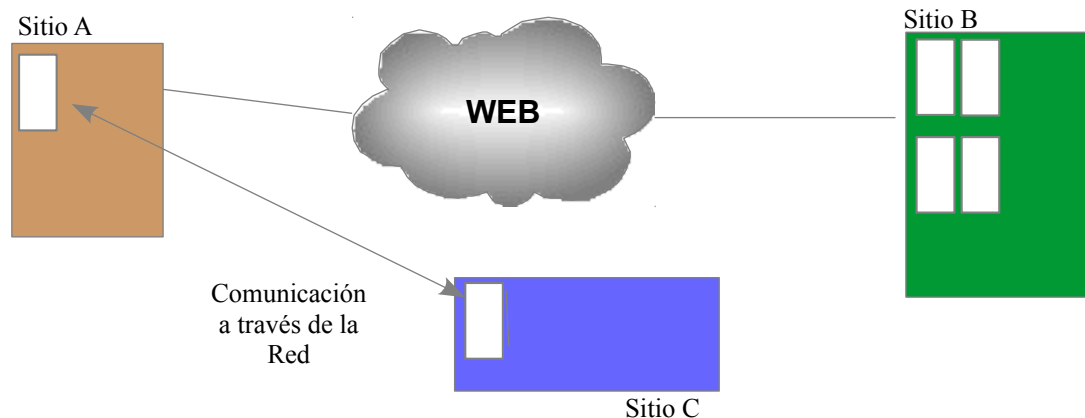 Sitio A
Sitio B
WEB
Comunicación
a través de la
Red
Sitio C